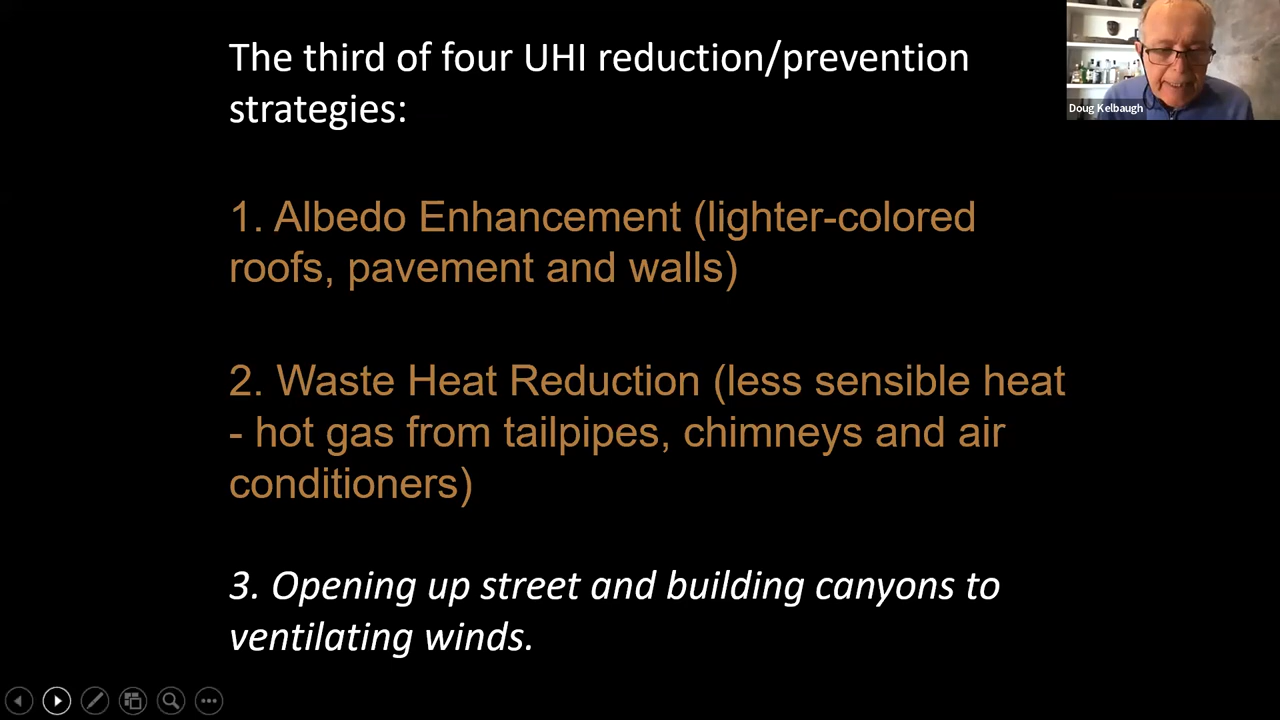 The third of four UHI reduction/prevention
strategies:
Doug Kelbaugh
1. Albedo Enhancement (lighter-colored
roofs, pavement and walls)
2. Waste Heat Reduction (less sensible heat
- hot gas from tailpipes, chimneys and air
conditioners)
3. Opening up street and building canyons to
ventilating winds.